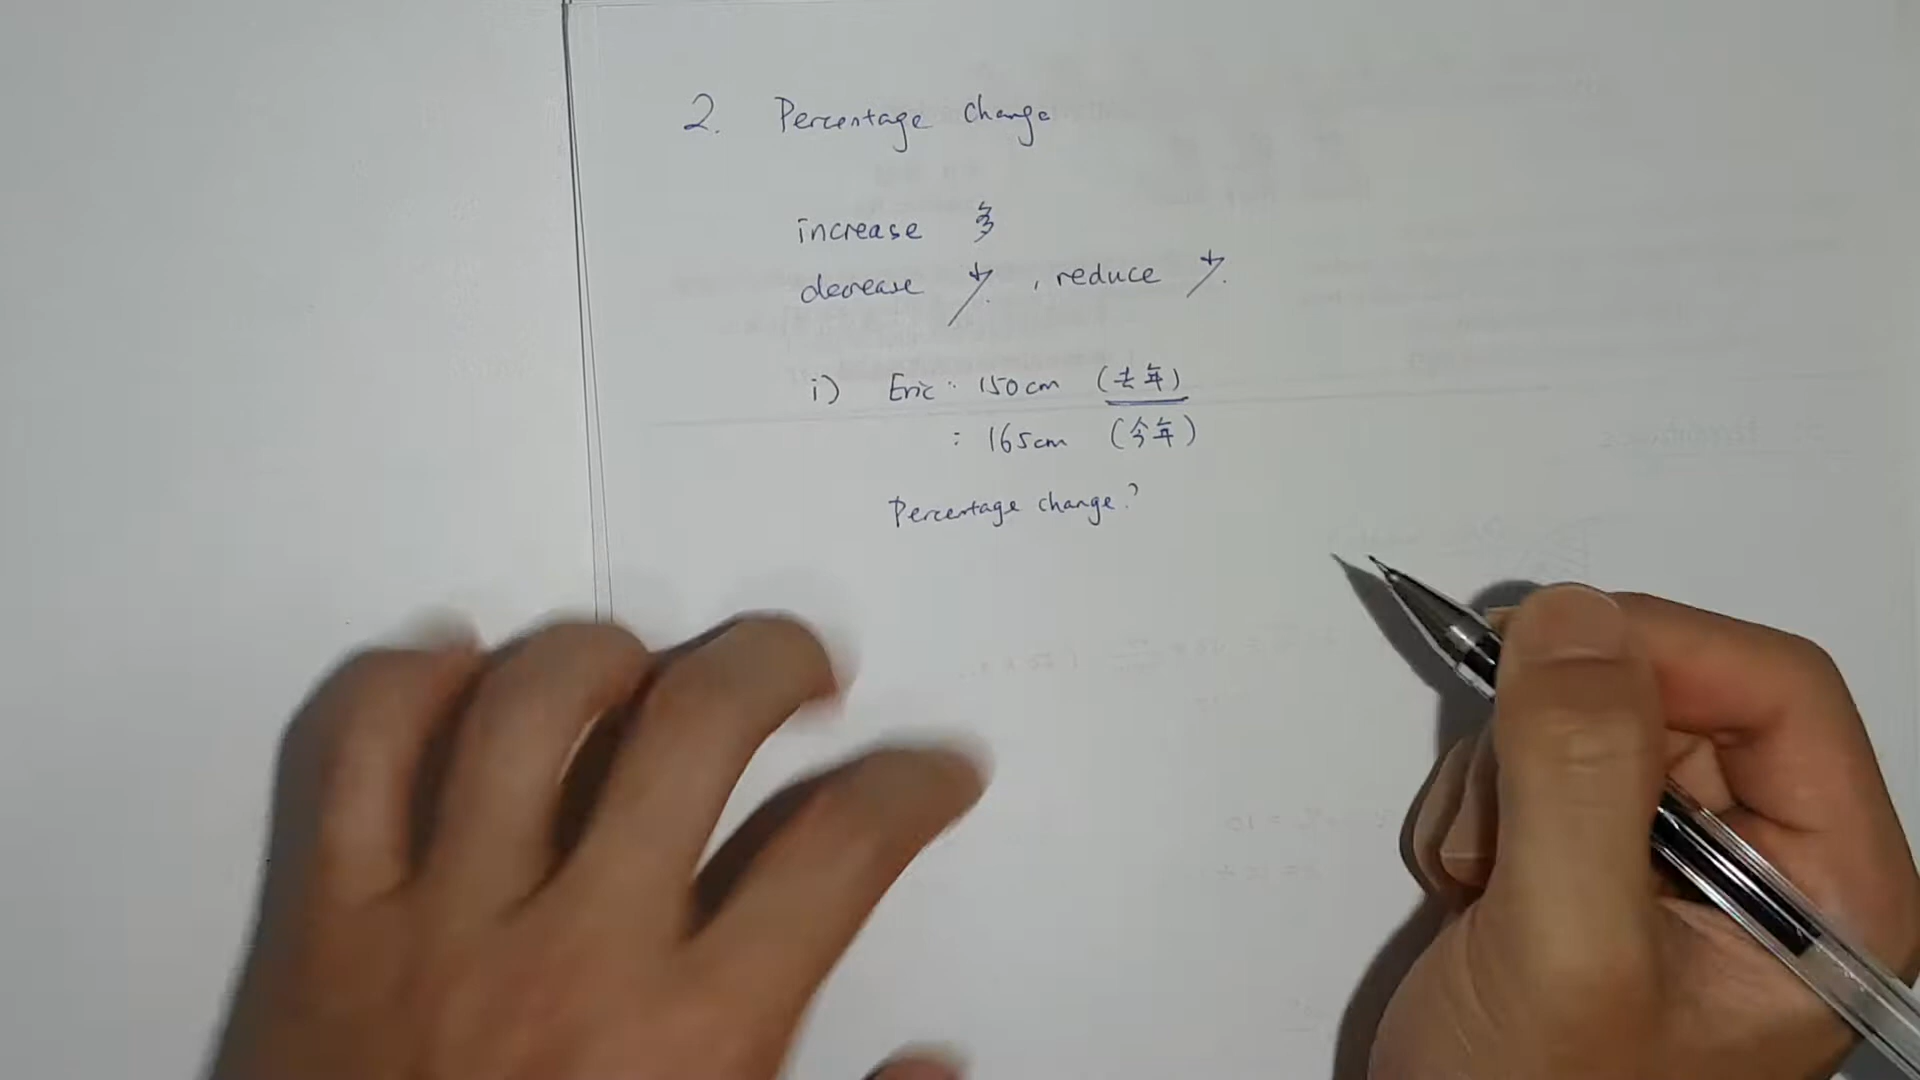 2. Percentage Change
increase 多
decrease 少 , reduce 少
i) Eric : 150cm (去年)
: 165cm (今年)
Percentage change?